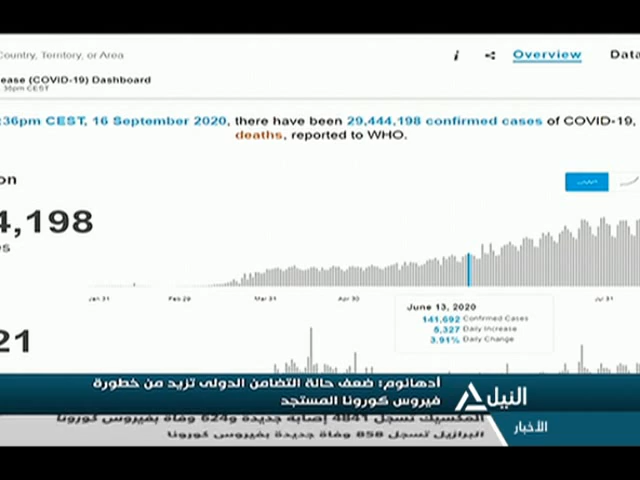 Country, Territory, or Area
Overview
Data
ease (COVID-19) Dashboard
36pm CEST
:36pm CEST, 16 September 2020, there have been 29,444,198 confirmed cases of COVID-19,
deaths, reported to WHO.
on
4,198
es
Jan 31 Feb 29 Mar 31 Apr 30 Jul 31
June 13, 2020
141,692 Confirmed Cases
5,327 Daily Increase
3.91% Daily Change
21
أدهانوم: ضعف حالة التضامن الدولى تزيد من خطورة
فيروس كورونا المستجد
النيل
الأخبار
المكسيك تسجل 4841 إصابة جديدة و624 وفاة بفيروس كورونا
البرازيل تسجل 858 وفاة جديدة بفيروس كورونا